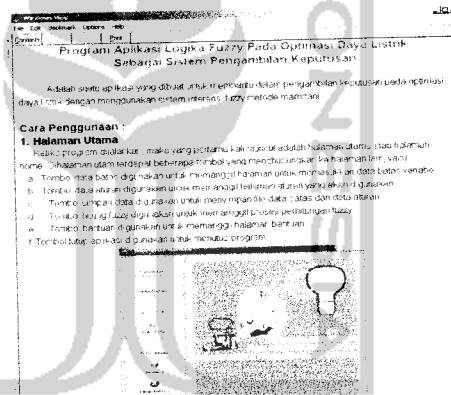 Windows Help
File Edit Bookmark Options Help
Contents Print
Program Aplikasi Logika Fuzzy Pada Optimasi Daya Listrik
Sebagai Sistem Pengambilan Keputusan
Adalah suatu aplikasi yang dibuat untuk membantu dalam pengambilan keputusan pada optimasi
daya listrik dengan menggunakan sistem inferensi fuzzy metode mamdani
Cara Penggunaan :
1. Halaman Utama
Ketika program dijalankan, maka yang pertama kali muncul adalah halaman utama atau halaman
home. Dihalaman utam terdapat beberapa tombol yang menghubungkan ke halaman lain, yaitu
a. Tombol data batas digunakan untuk memanggil halaman untuk memasukkan data batas variabel
b. Tombol data aturan digunakan untuk memanggil halaman aturan yang akan digunakan
c. Tombol simpan data digunakan untuk menyimpan file data batas dan data aturan
d. Tombol hitung fuzzy digunakan untuk memanggil proses perhitungan fuzzy
e. Tombol bantuan digunakan untuk memanggil halaman bantuan
f. Tombol tutup aplikasi digunakan untuk menutup program